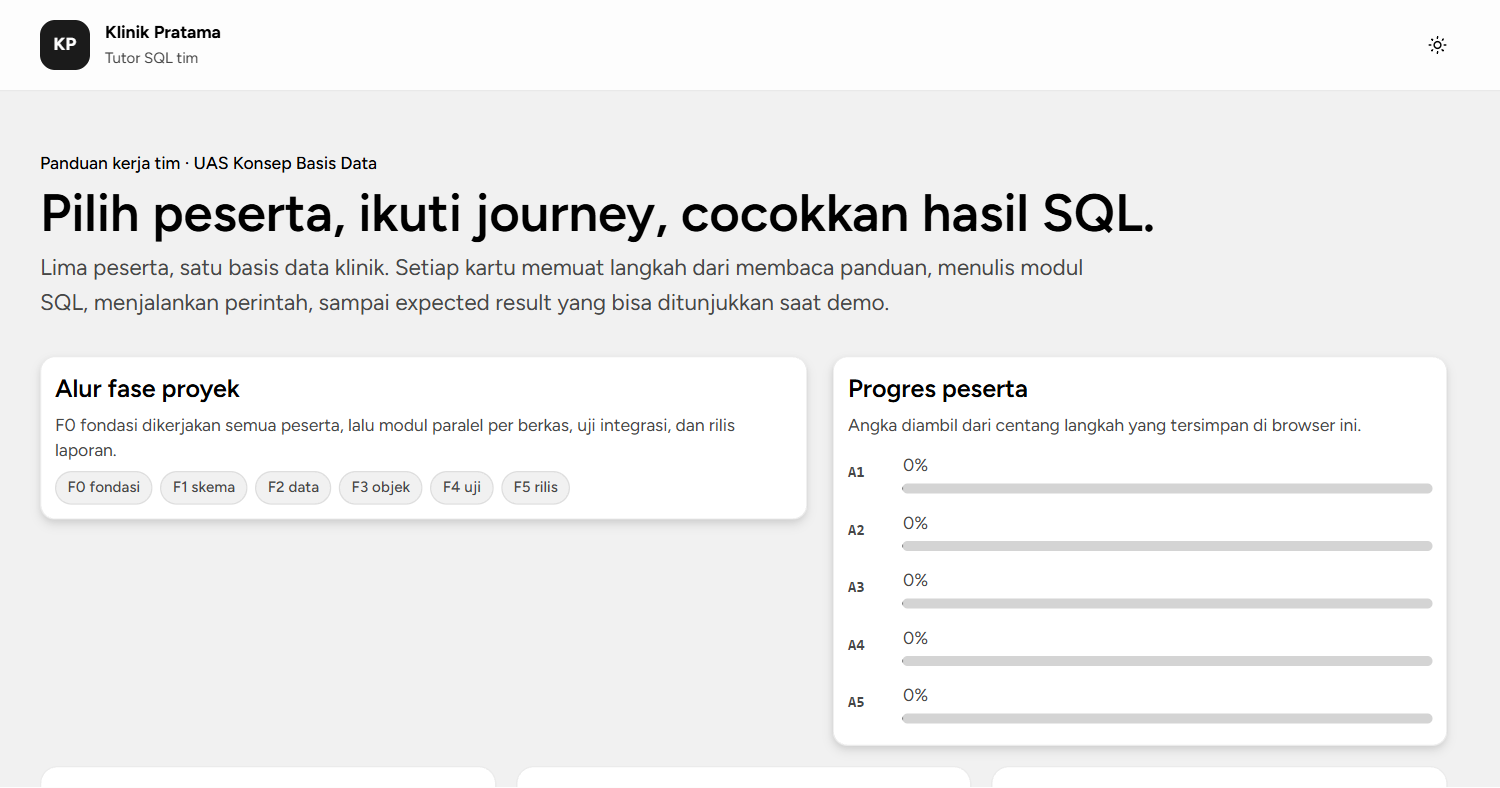 KP
Klinik Pratama
Tutor SQL tim
Panduan kerja tim · UAS Konsep Basis Data
Pilih peserta, ikuti journey, cocokkan hasil SQL.
Lima peserta, satu basis data klinik. Setiap kartu memuat langkah dari membaca panduan, menulis modul
SQL, menjalankan perintah, sampai expected result yang bisa ditunjukkan saat demo.
Alur fase proyek
F0 fondasi dikerjakan semua peserta, lalu modul paralel per berkas, uji integrasi, dan rilis
laporan.
F0 fondasi F1 skema F2 data F3 objek F4 uji F5 rilis
Progres peserta
Angka diambil dari centang langkah yang tersimpan di browser ini.
A1 0%
A2 0%
A3 0%
A4 0%
A5 0%